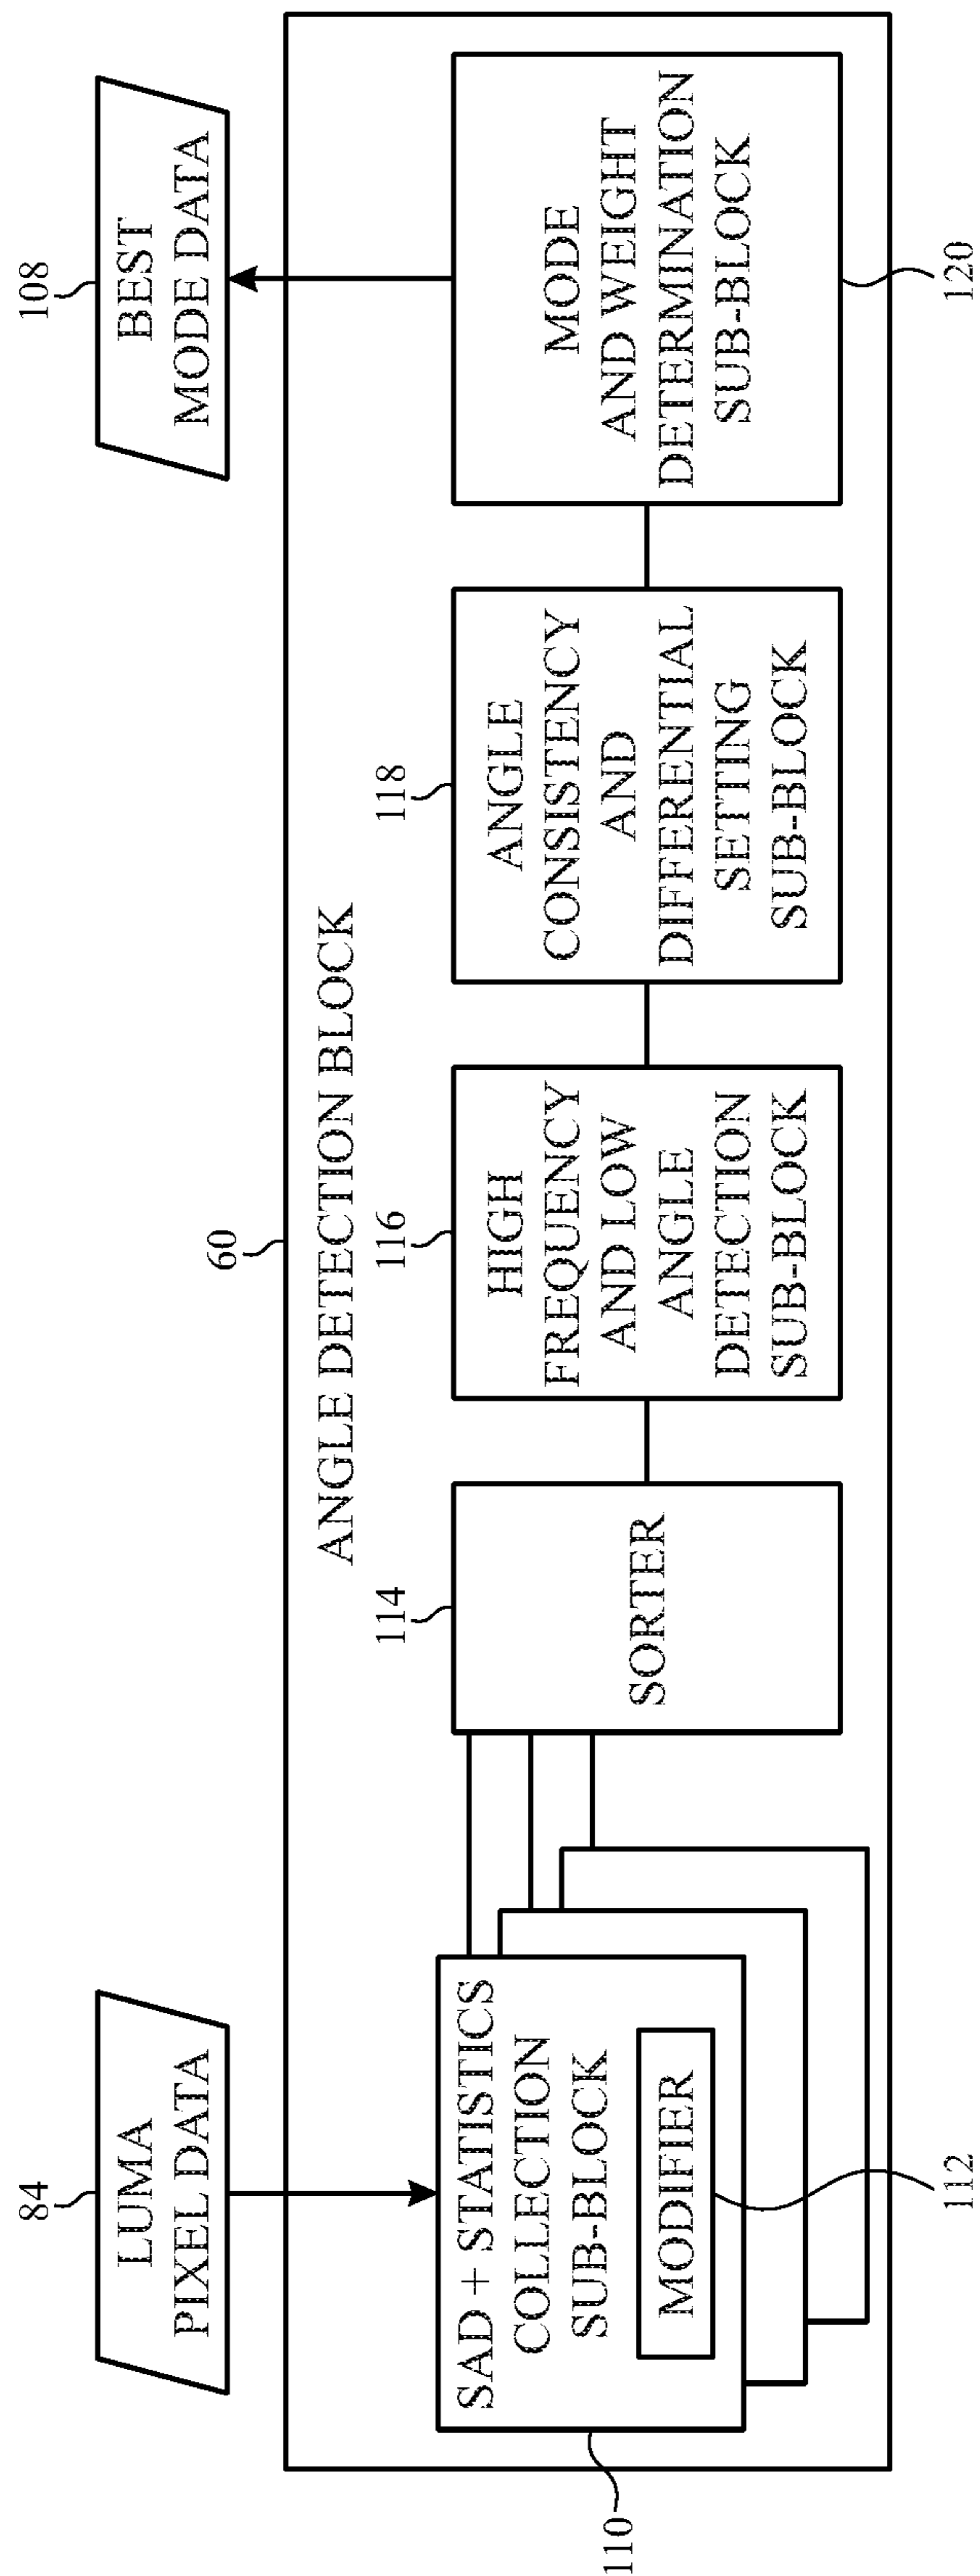 84
LUMA
PIXEL DATA
108
BEST
MODE DATA
60
ANGLE DETECTION BLOCK
110
SAD + STATISTICS
COLLECTION
SUB-BLOCK
MODIFIER
112
114
SORTER
116
HIGH
FREQUENCY
AND LOW
ANGLE
DETECTION
SUB-BLOCK
118
ANGLE
CONSISTENCY
AND
DIFFERENTIAL
SETTING
SUB-BLOCK
MODE
AND WEIGHT
DETERMINATION
SUB-BLOCK
120